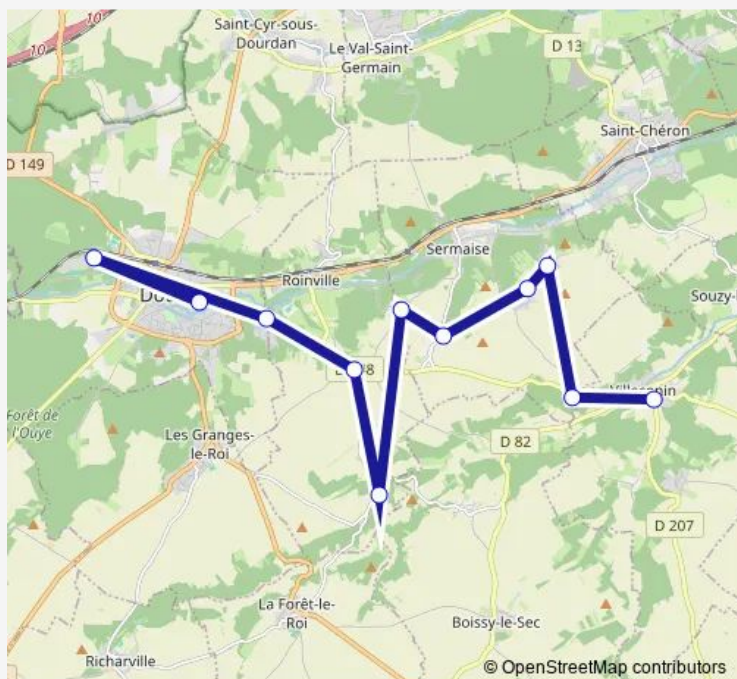 10
10
Saint-Cyr-sous-
Dourdan
Le Val-Saint-
Germain
D 13
Saint-Chéron
D 149
Sermaise
Roinville
Souzy-
Forêt de
l'Ouye
Les Granges-
le-Roi
D 82
D 207
La Forêt-le-
Roi
Boissy-le-Sec
Richarville
© OpenStreetMap contributors